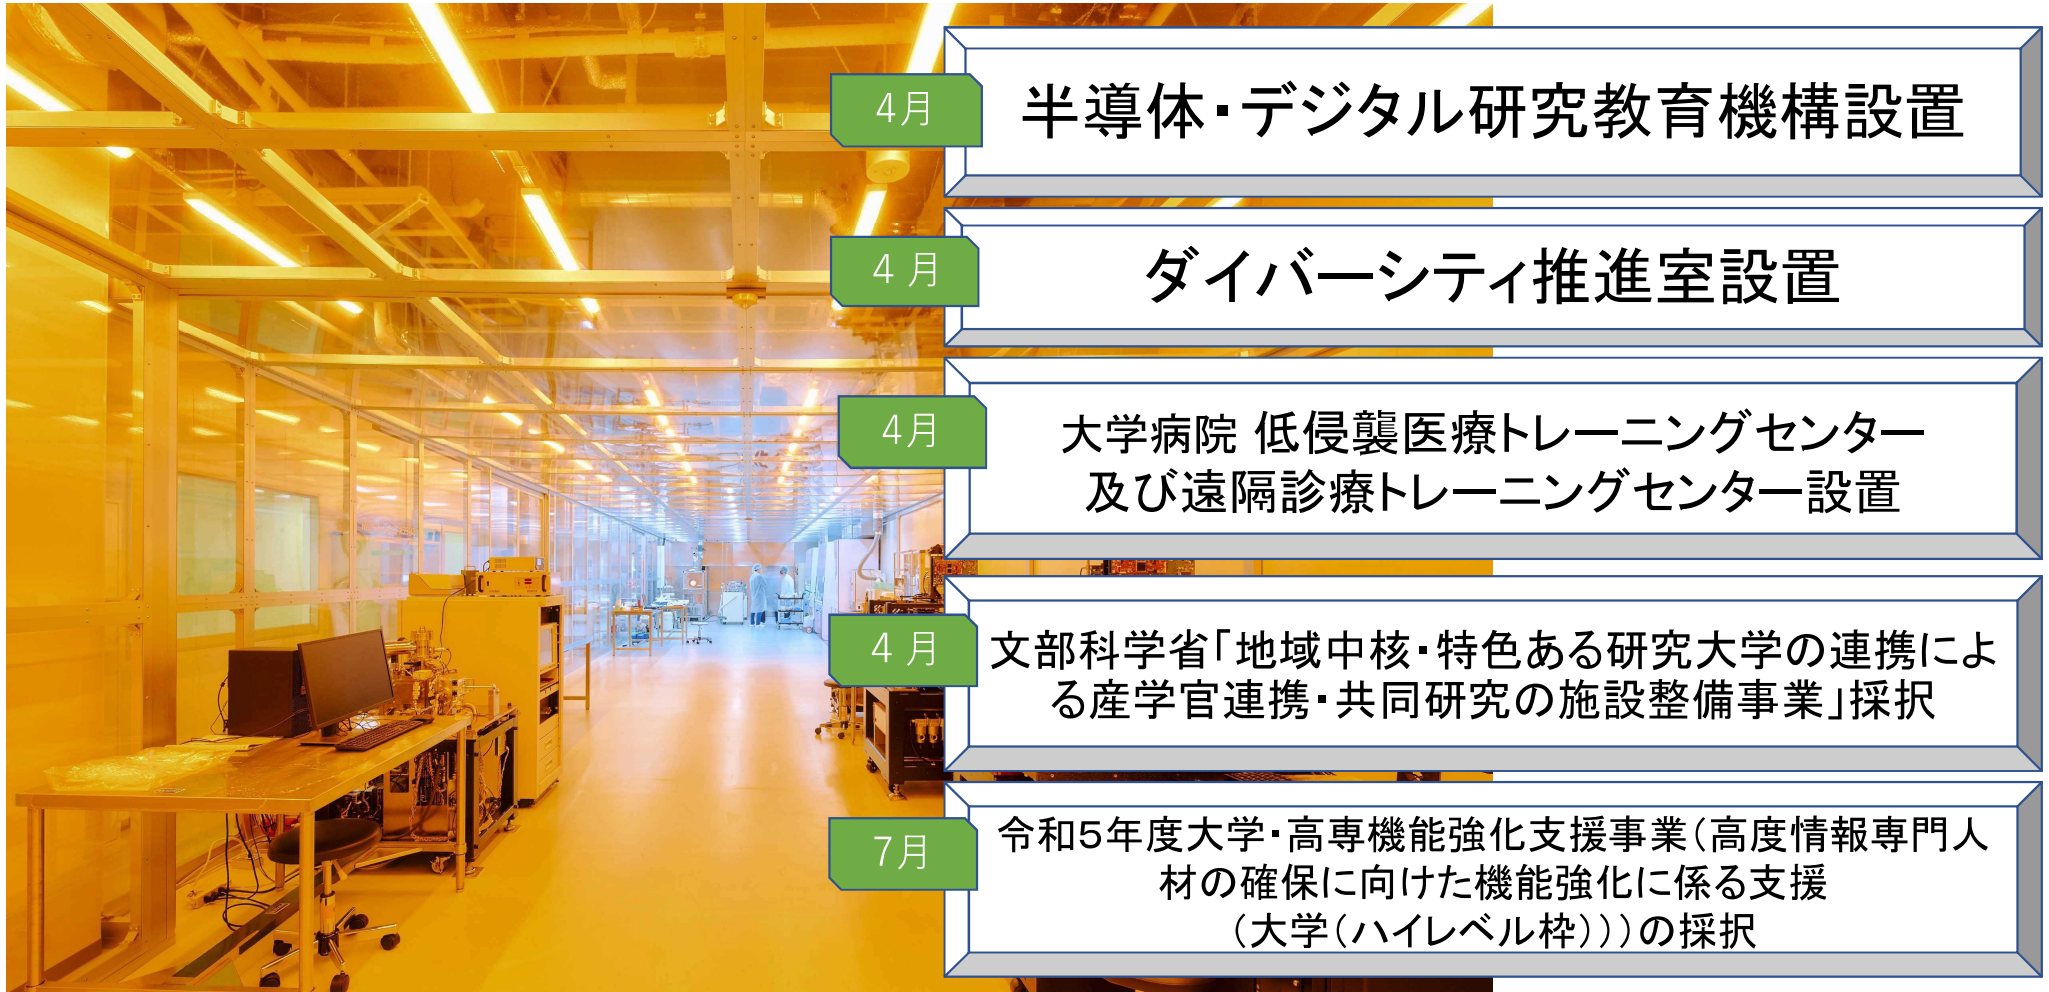 4月
半導体・デジタル研究教育機構設置
4月
ダイバーシティ推進室設置
4月
大学病院 低侵襲医療トレーニングセンター
及び遠隔診療トレーニングセンター設置
4月
文部科学省「地域中核・特色ある研究大学の連携によ
る産学官連携・共同研究の施設整備事業」採択
7月
令和5年度大学・高専機能強化支援事業(高度情報専門人
材の確保に向けた機能強化に係る支援
(大学(ハイレベル枠)))の採択